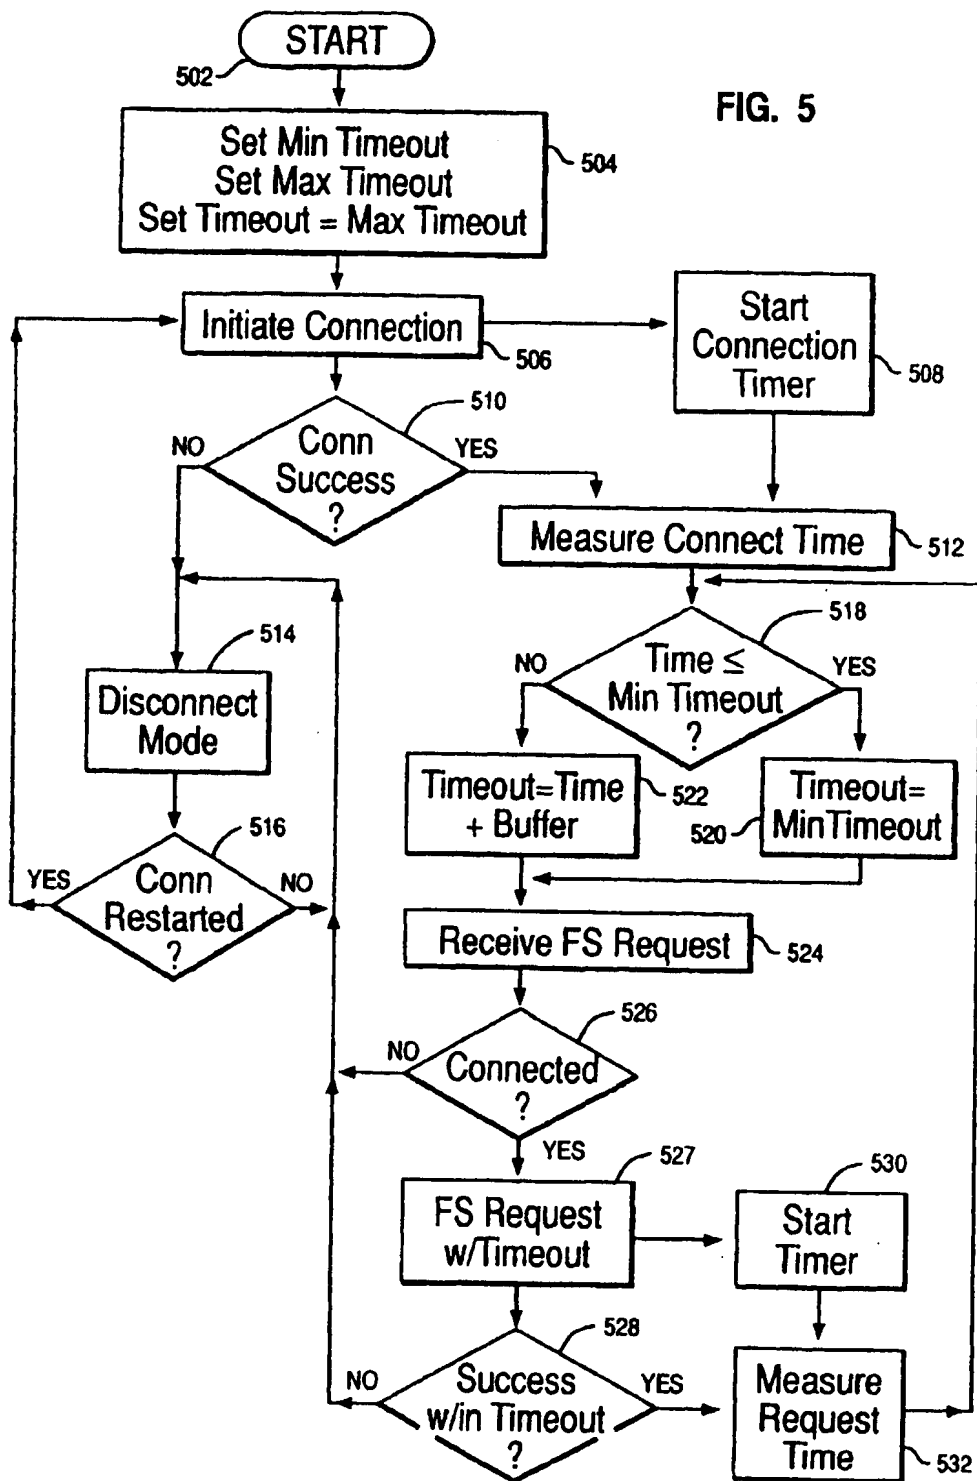 START
502
FIG. 5
Set Min Timeout
Set Max Timeout
Set Timeout = Max Timeout
504
Initiate Connection
506
Start
Connection
Timer
508
510
NO
Conn
Success
?
YES
Measure Connect Time
512
514
Disconnect
Mode
518
NO
Time ≤
Min Timeout
?
YES
Timeout=Time
+ Buffer
522
Timeout=
MinTimeout
520
516
YES
Conn
Restarted
?
NO
Receive FS Request
524
526
NO
Connected
?
YES
527
FS Request
w/Timeout
530
Start
Timer
528
NO
Success
w/in Timeout
?
YES
Measure
Request
Time
532